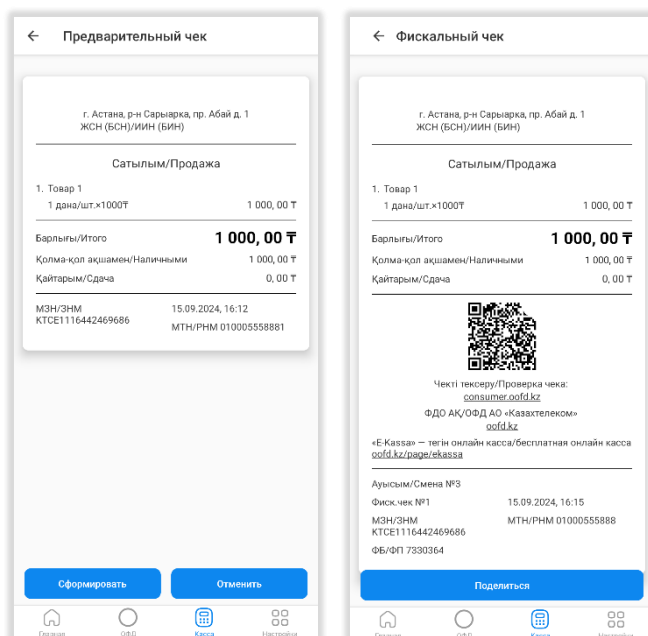 ← Предварительный чек
г. Астана, р-н Сарыарка, пр. Абай д. 1
ЖСН (БСН)/ИИН (БИН)
Сатылым/Продажа
1. Товар 1
1 дана/шт.×1000₸ 1 000, 00 ₸
Барлығы/Итого 1 000, 00 ₸
Қолма-қол ақшамен/Наличными 1 000, 00 ₸
Қайтарым/Сдача 0, 00 ₸
МЗН/ЗНМ 15.09.2024, 16:12
KTCE1116442469686 МТН/РНМ 010005558881
Сформировать Отменить
Главная ОФД Касса Настройки
← Фискальный чек
г. Астана, р-н Сарыарка, пр. Абай д. 1
ЖСН (БСН)/ИИН (БИН)
Сатылым/Продажа
1. Товар 1
1 дана/шт.×1000₸ 1 000, 00 ₸
Барлығы/Итого 1 000, 00 ₸
Қолма-қол ақшамен/Наличными 1 000, 00 ₸
Қайтарым/Сдача 0, 00 ₸
Чекті тексеру/Проверка чека:
consumer.oofd.kz
ФДО АҚ/ОФД АО «Казахтелеком»
oofd.kz
«E-Kassa» — тегін онлайн касса/бесплатная онлайн касса
oofd.kz/page/ekassa
Ауысым/Смена №3
Фиск.чек №1 15.09.2024, 16:15
МЗН/ЗНМ МТН/РНМ 01000555888
KTCE1116442469686
ФБ/ФП 7330364
Поделиться
Главная ОФД Касса Настройки